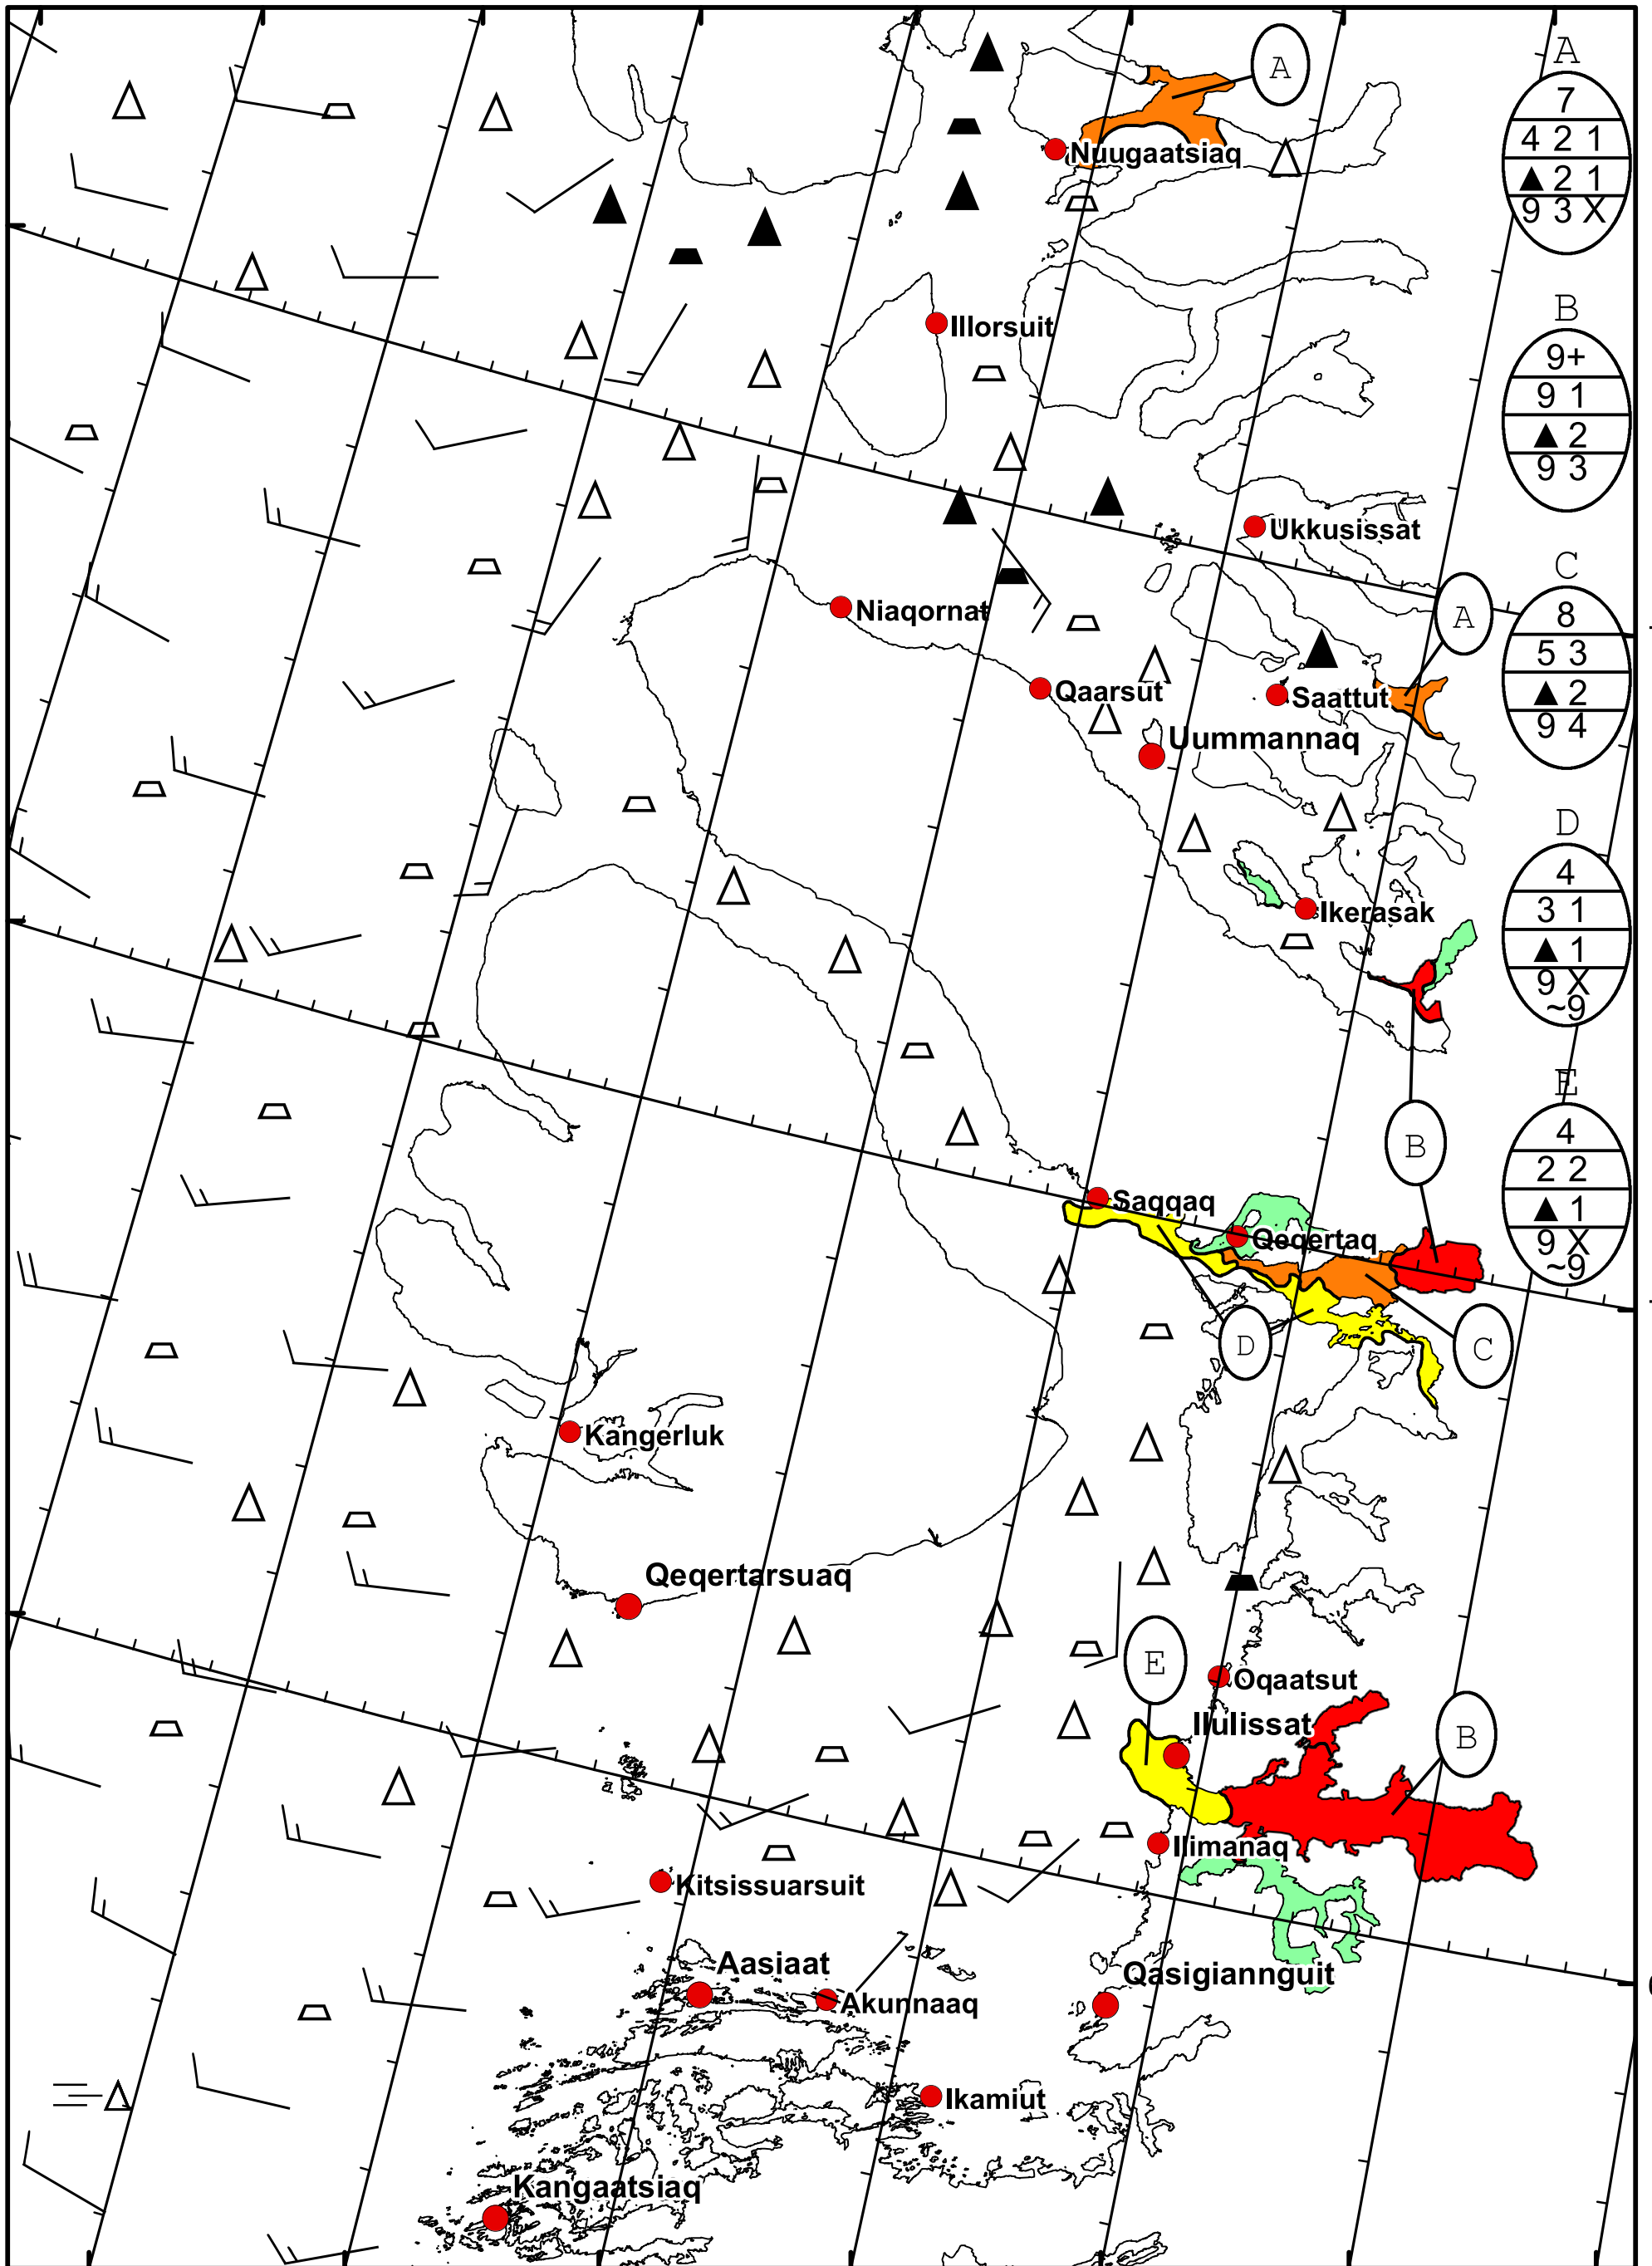 A
A
7
4 2 1
▲ 2 1
9 3 X
Nuugaatsiaq
B
9+
9 1
▲ 2
9 3
Illorsuit
Ukkusissat
C
8
5 3
▲ 2
9 4
Niaqornat
A
Qaarsut
Saattut
Uummannaq
D
4
3 1
▲ 1
9 X
~9
Ikerasak
E
4
2 2
▲ 1
9 X
~9
B
Saqqaq
Qeqertaq
D
C
Kangerluk
Qeqertarsuaq
E
Oqaatsut
Ilulissat
B
Ilimanaq
Kitsissuarsuit
Aasiaat
Qasigiannguit
Akunnaaq
Ikamiut
Kangaatsiaq